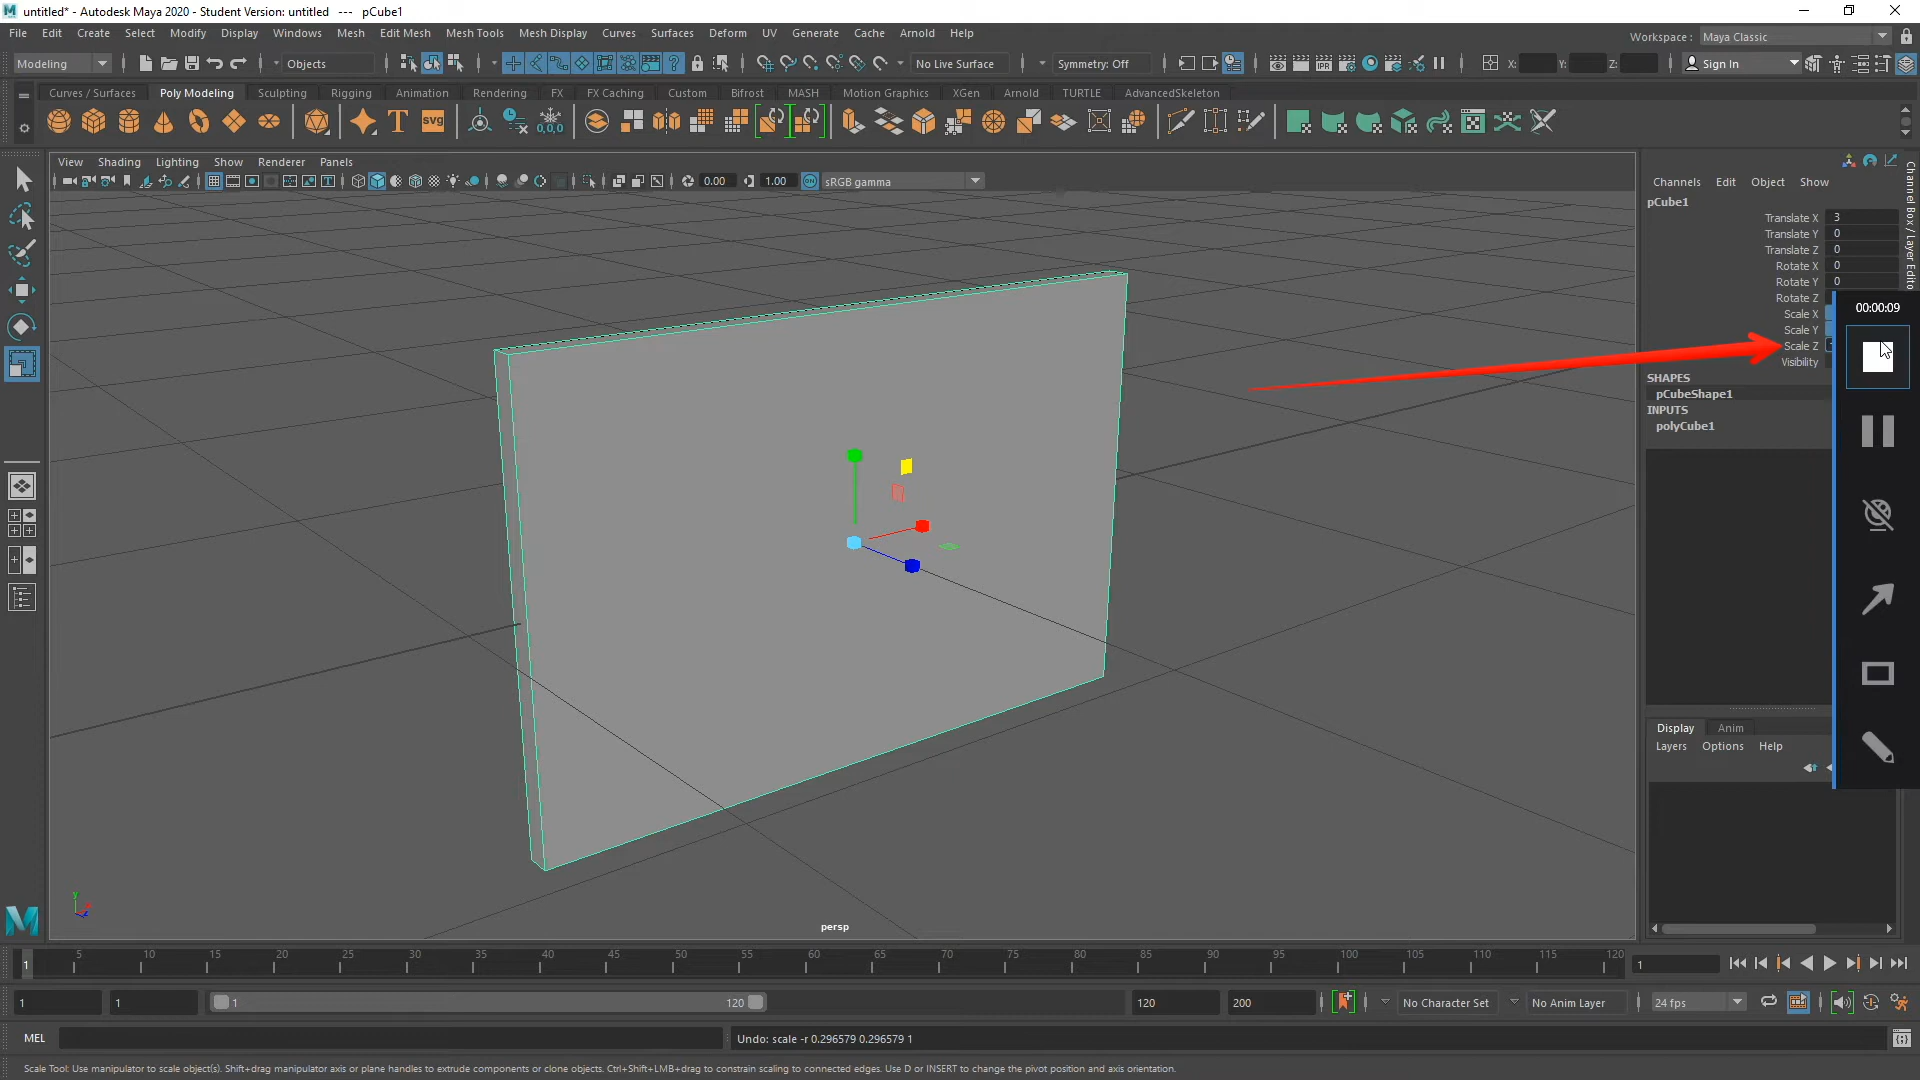 untitled* - Autodesk Maya 2020 - Student Version: untitled   ---   pCube1
File Edit Create Select Modify Display Windows Mesh Edit Mesh Mesh Tools Mesh Display Curves Surfaces Deform UV Generate Cache Arnold Help
Workspace : Maya Classic
Modeling Objects No Live Surface Symmetry: Off X: Y: Z: Sign In
Curves / Surfaces Poly Modeling Sculpting Rigging Animation Rendering FX FX Caching Custom Bifrost MASH Motion Graphics XGen Arnold TURTLE AdvancedSkeleton
SVG
0,0,0
View Shading Lighting Show Renderer Panels
0.00 1.00 sRGB gamma
Channels Edit Object Show
pCube1
Translate X 3
Translate Y 0
Translate Z 0
Rotate X 0
Rotate Y 0
Rotate Z
Scale X
Scale Y
Scale Z
Visibility
SHAPES
pCubeShape1
INPUTS
polyCube1
Channel Box / Layer Edito
00:00:09
Display Anim
Layers Options Help
persp
1 5 10 15 20 25 30 35 40 45 50 55 60 65 70 75 80 85 90 95 100 105 110 115 120
1
1 1 1 120 120 200 No Character Set No Anim Layer 24 fps
MEL Undo: scale -r 0.296579 0.296579 1
Scale Tool: Use manipulator to scale object(s). Shift+drag manipulator axis or plane handles to extrude components or clone objects. Ctrl+Shift+LMB+drag to constrain scaling to connected edges. Use D or INSERT to change the pivot position and axis orientation.